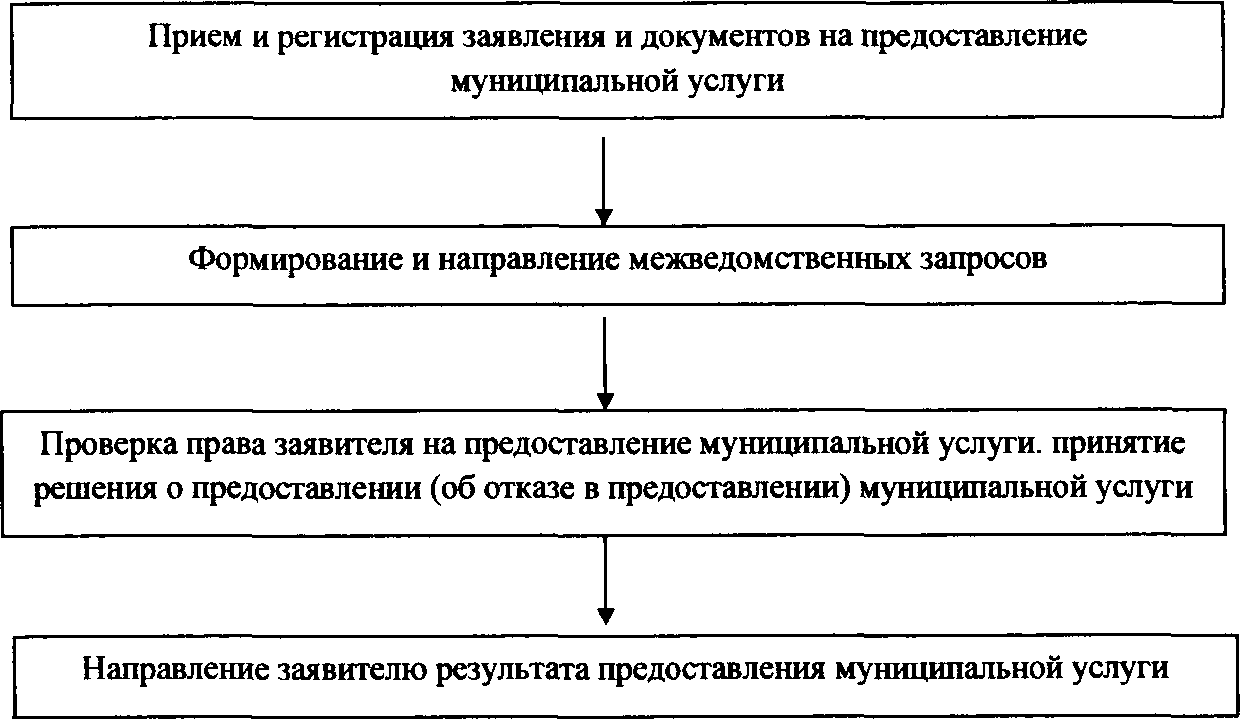 Прием и регистрация заявления и документов на предоставление
муниципальной услуги
Формирование и направление межведомственных запросов
Проверка права заявителя на предоставление муниципальной услуги. принятие
решения о предоставлении (об отказе в предоставлении) муниципальной услуги
Направление заявителю результата предоставления муниципальной услуги